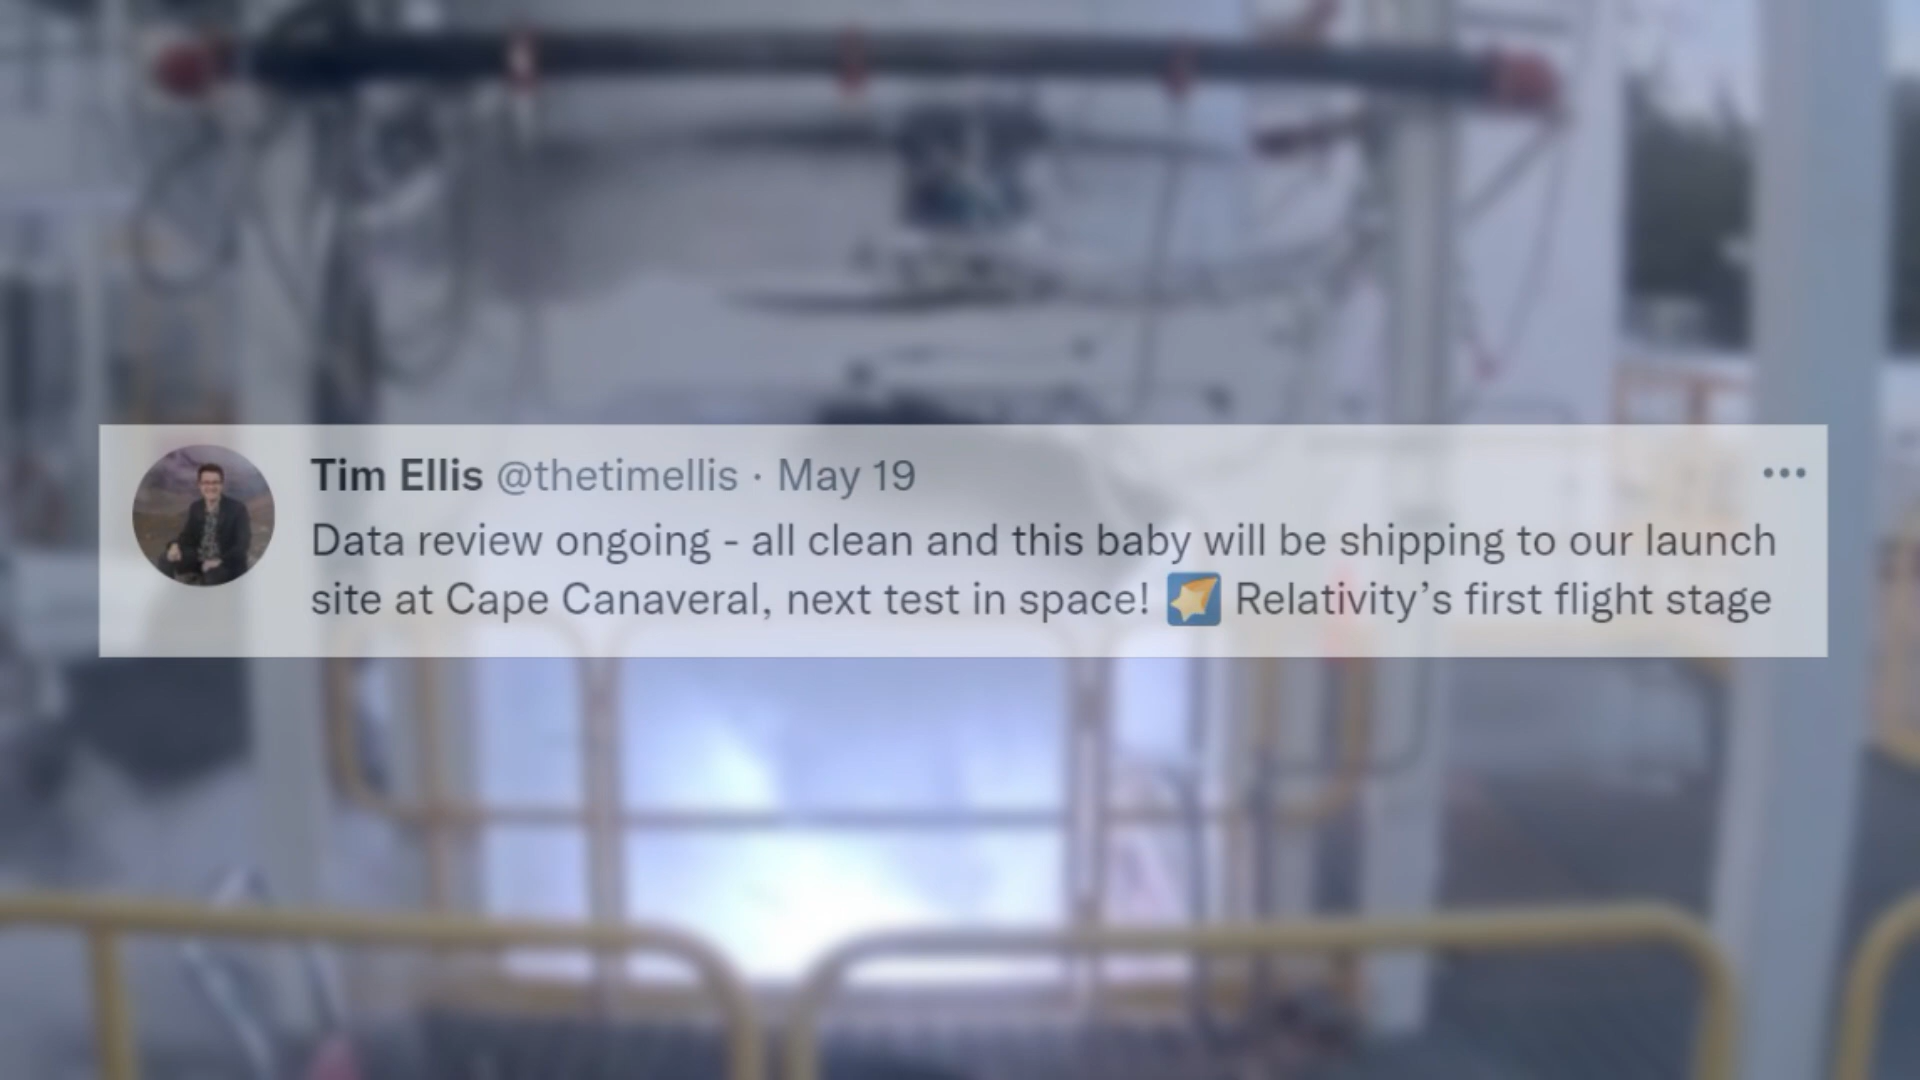 Tim Ellis @thetimellis · May 19
Data review ongoing - all clean and this baby will be shipping to our launch
site at Cape Canaveral, next test in space! 🌠 Relativity’s first flight stage